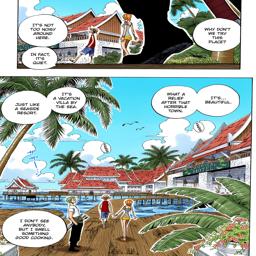 IT'S
NOT TOO
NOISY
AROUND
HERE.
IN FACT,
IT'S
QUIET.
WHY DON'T
WE TRY
THIS
PLACE?
IT'S
A VACATION
VILLA BY
THE SEA.
JUST LIKE
A SEASIDE
RESORT.
WHAT A
RELIEF
AFTER THAT
HORRIBLE
TOWN.
IT'S...
BEAUTIFUL.
I DON'T
SEE
ANYBODY,
BUT I SMELL
SOMETHING
GOOD COOKING.